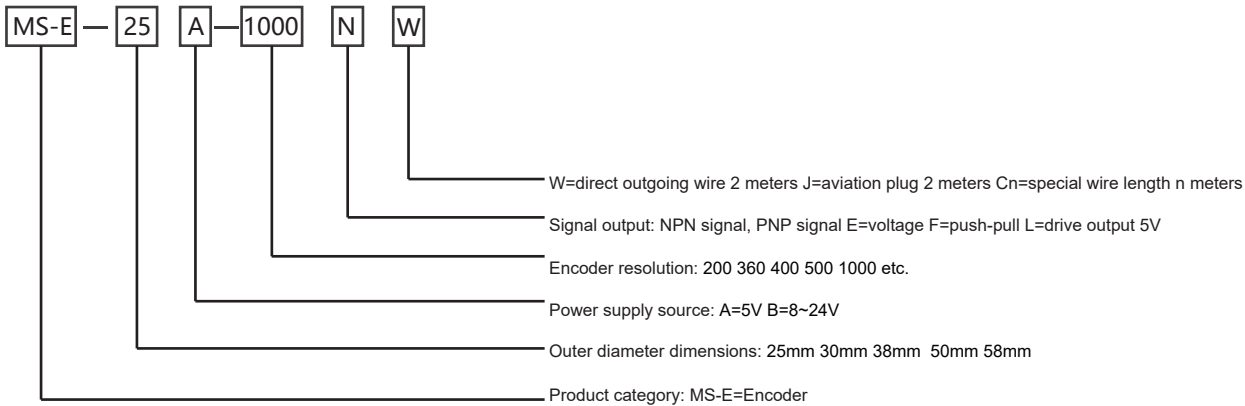 MS-E — 25 A — 1000 N W
W=direct outgoing wire 2 meters J=aviation plug 2 meters Cn=special wire length n meters
Signal output: NPN signal, PNP signal E=voltage F=push-pull L=drive output 5V
Encoder resolution: 200 360 400 500 1000 etc.
Power supply source: A=5V B=8~24V
Outer diameter dimensions: 25mm 30mm 38mm 50mm 58mm
Product category: MS-E=Encoder